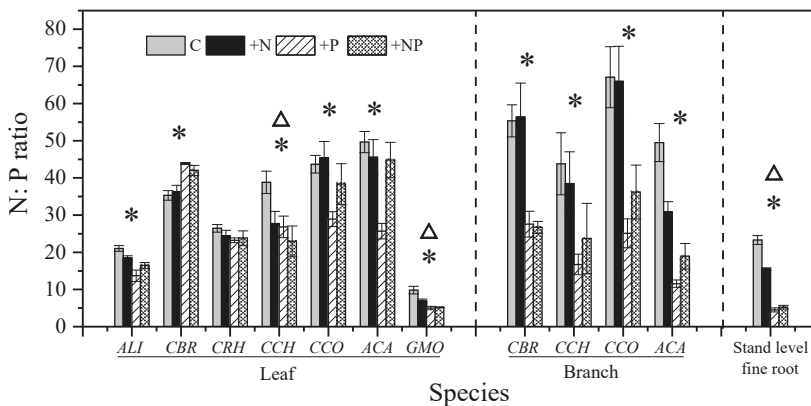 90
80
70
60
50
40
30
20
10
0
N: P ratio
C +N +P +NP
* * △ * * * △ *
* * * *
△ *
ALI CBR CRH CCH CCO ACA GMO
CBR CCH CCO ACA
Stand level
fine root
Leaf
Branch
Species